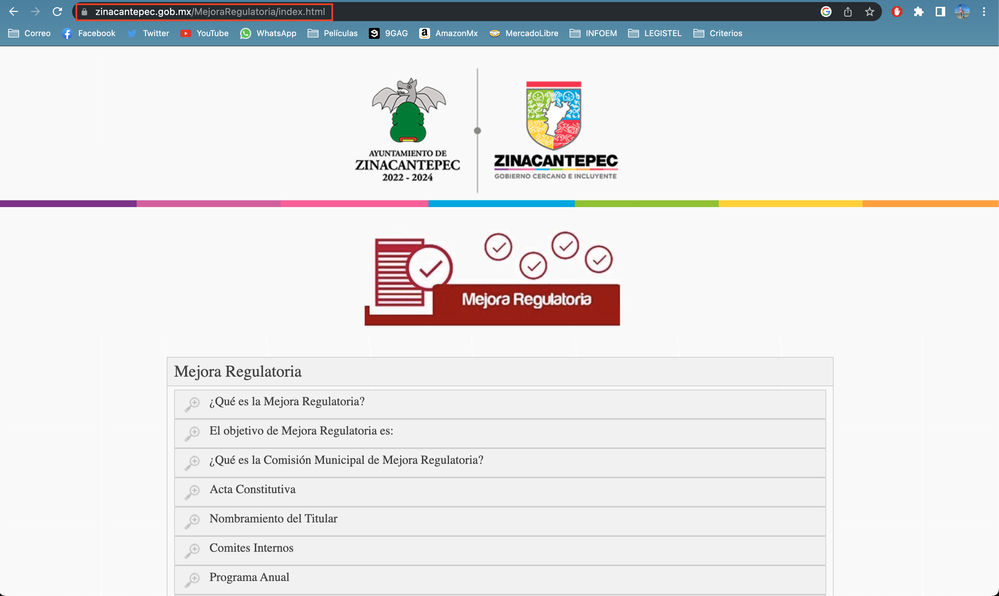 zinacantepec.gob.mx/MejoraRegulatoria/index.html
Correo Facebook Twitter YouTube WhatsApp Películas 9GAG AmazonMx MercadoLibre INFOEM LEGISTEL Criterios
AYUNTAMIENTO DE
ZINACANTEPEC
2022 - 2024
ZINACANTEPEC
GOBIERNO CERCANO E INCLUYENTE
Mejora Regulatoria
Mejora Regulatoria
¿Qué es la Mejora Regulatoria?
El objetivo de Mejora Regulatoria es:
¿Qué es la Comisión Municipal de Mejora Regulatoria?
Acta Constitutiva
Nombramiento del Titular
Comites Internos
Programa Anual